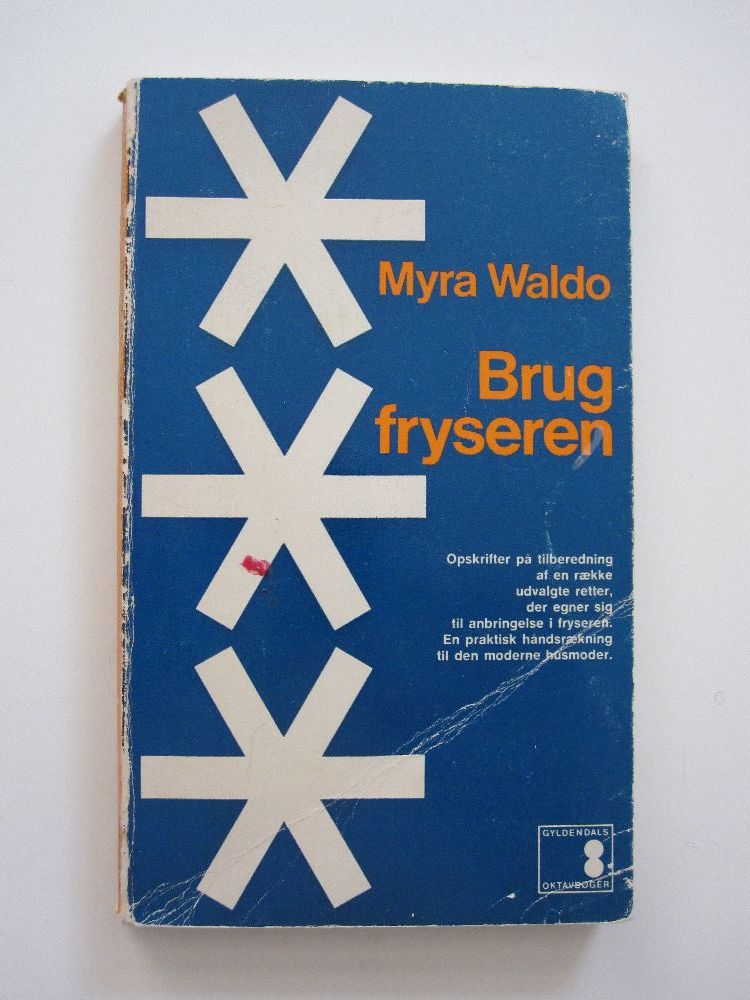 Myra Waldo
Brug
fryseren
Opskrifter på tilberedning
af en række
udvalgte retter,
der egner sig
til anbringelse i fryseren.
En praktisk håndsrækning
til den moderne husmoder.
GYLDENDALS
OKTAVBØGER